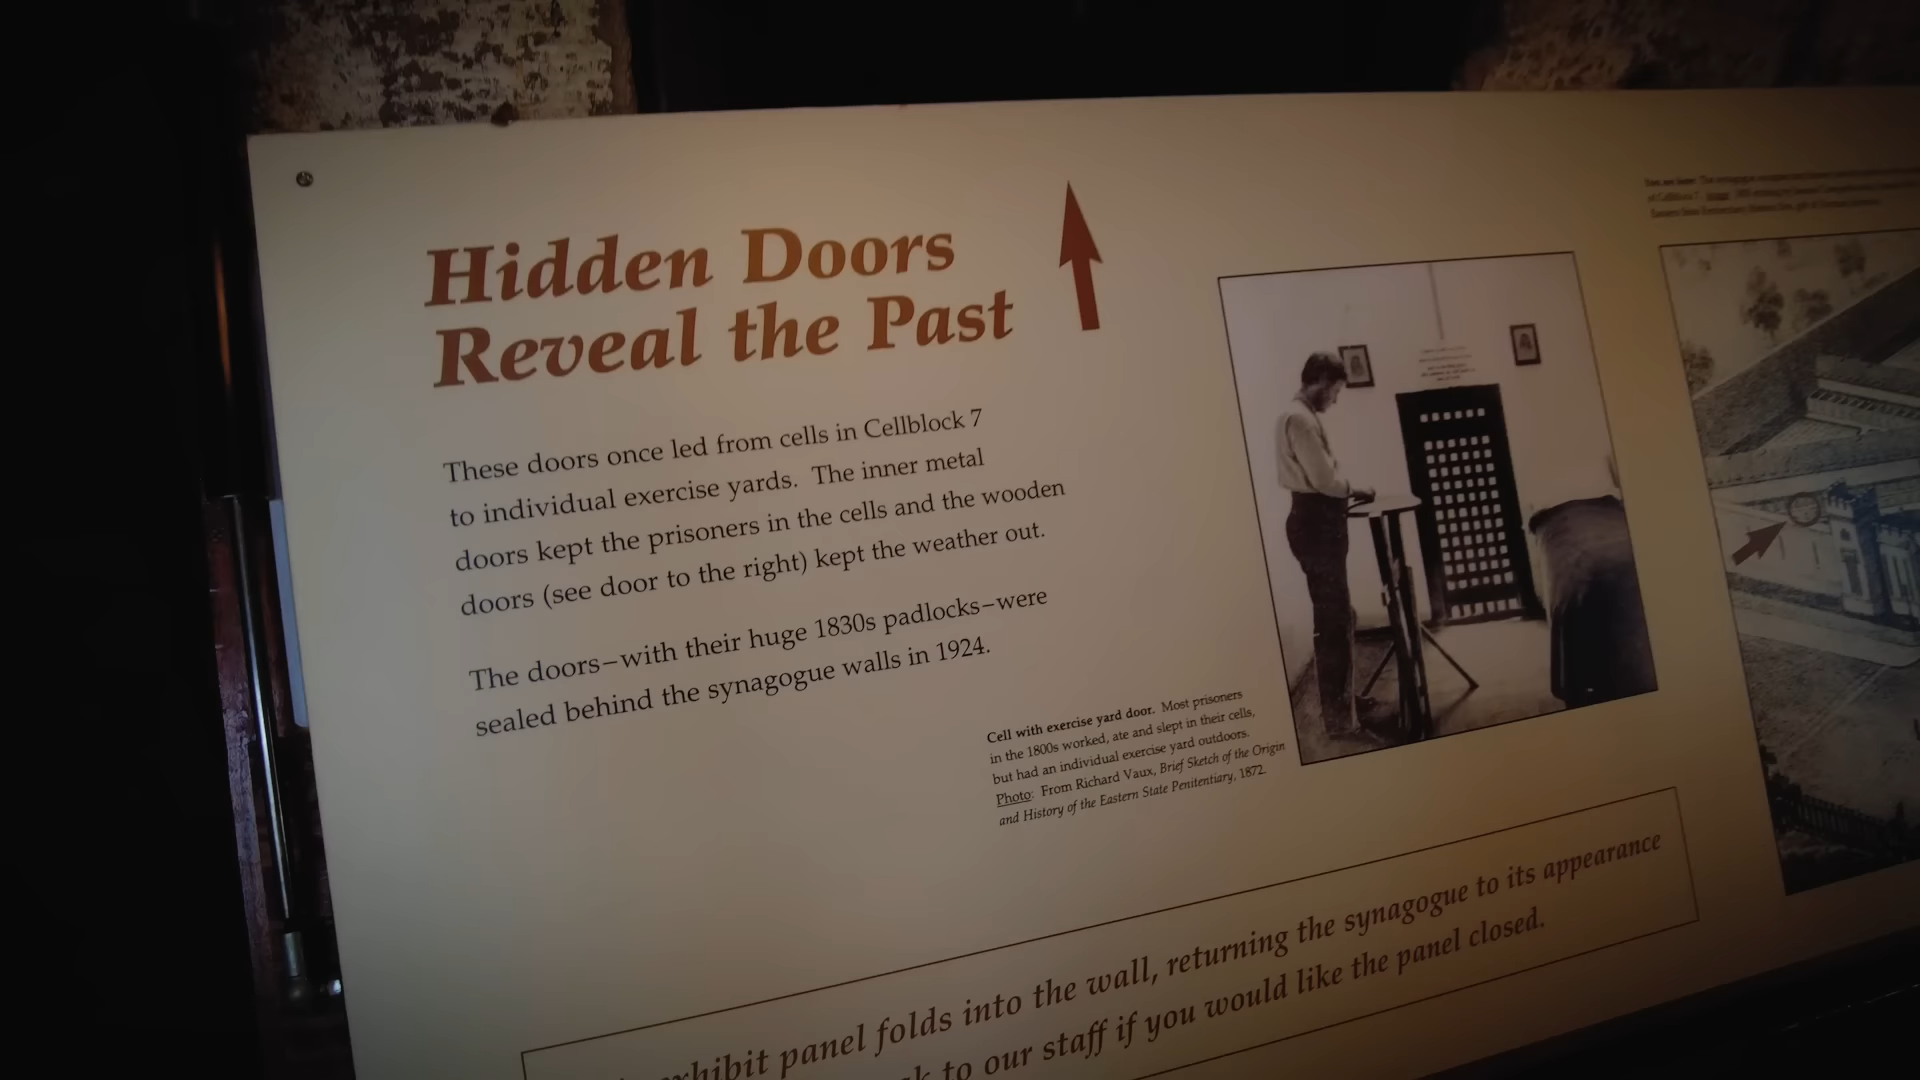 Hidden Doors
Reveal the Past
These doors once led from cells in Cellblock 7
to individual exercise yards. The inner metal
doors kept the prisoners in the cells and the wooden
doors (see door to the right) kept the weather out.
The doors–with their huge 1830s padlocks–were
sealed behind the synagogue walls in 1924.
Cell with exercise yard door. Most prisoners
in the 1800s worked, ate and slept in their cells,
but had an individual exercise yard outdoors.
Photo: From Richard Vaux, Brief Sketch of the Origin
and History of the Eastern State Penitentiary, 1872.
panel folds into the wall, returning the synagogue to its appearance
to our staff if you would like the panel closed.